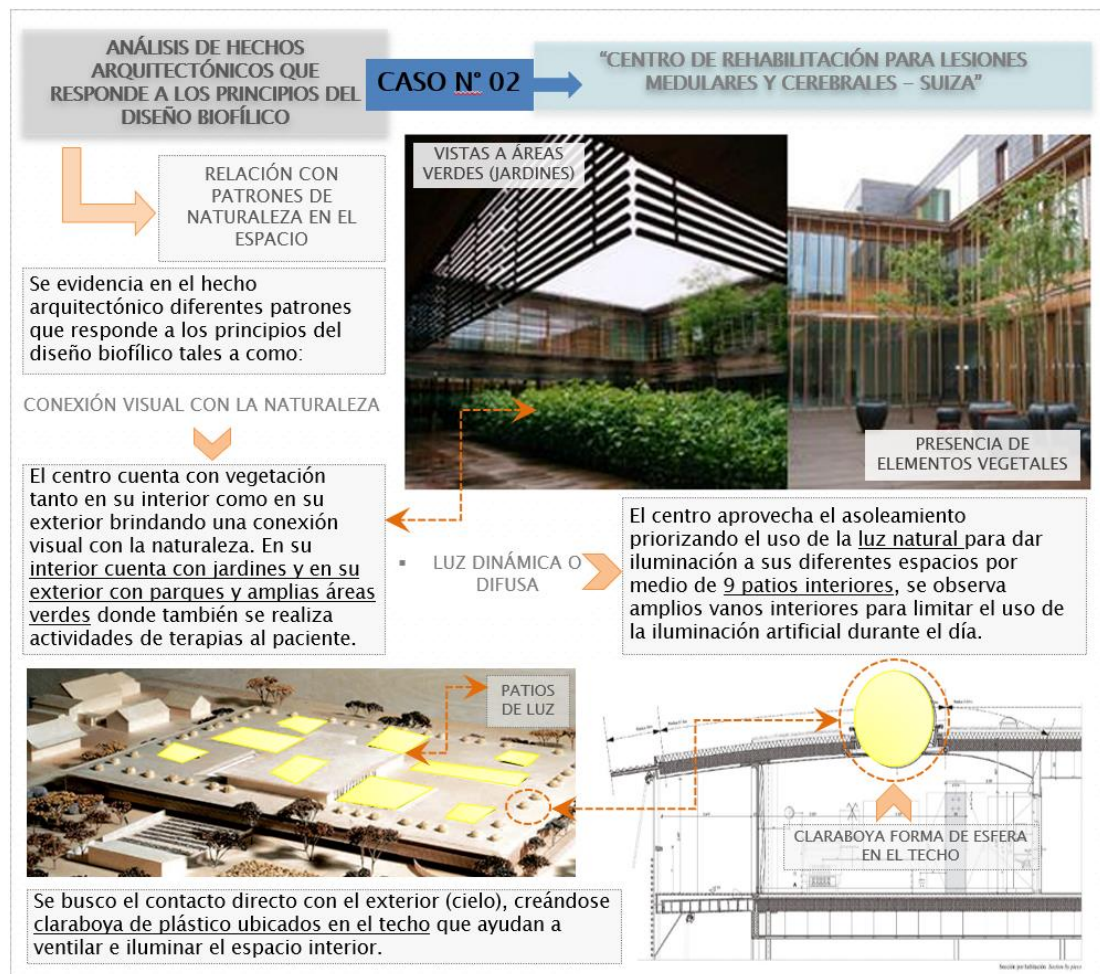 ANÁLISIS DE HECHOS
ARQUITECTÓNICOS QUE
RESPONDE A LOS PRINCIPIOS DEL
DISEÑO BIOFÍLICO
CASO N° 02
"CENTRO DE REHABILITACIÓN PARA LESIONES
MEDULARES Y CEREBRALES – SUIZA"
RELACIÓN CON
PATRONES DE
NATURALEZA EN EL
ESPACIO
VISTAS A ÁREAS
VERDES (JARDINES)
PRESENCIA DE
ELEMENTOS VEGETALES
Se evidencia en el hecho
arquitectónico diferentes patrones
que responde a los principios del
diseño biofílico tales a como:
CONEXIÓN VISUAL CON LA NATURALEZA
El centro cuenta con vegetación
tanto en su interior como en su
exterior brindando una conexión
visual con la naturaleza. En su
interior cuenta con jardines y en su
exterior con parques y amplias áreas
verdes donde también se realiza
actividades de terapias al paciente.
▪ LUZ DINÁMICA O
DIFUSA
El centro aprovecha el asoleamiento
priorizando el uso de la luz natural para dar
iluminación a sus diferentes espacios por
medio de 9 patios interiores, se observa
amplios vanos interiores para limitar el uso de
la iluminación artificial durante el día.
PATIOS
DE LUZ
CLARABOYA FORMA DE ESFERA
EN EL TECHO
Se busco el contacto directo con el exterior (cielo), creándose
claraboya de plástico ubicados en el techo que ayudan a
ventilar e iluminar el espacio interior.